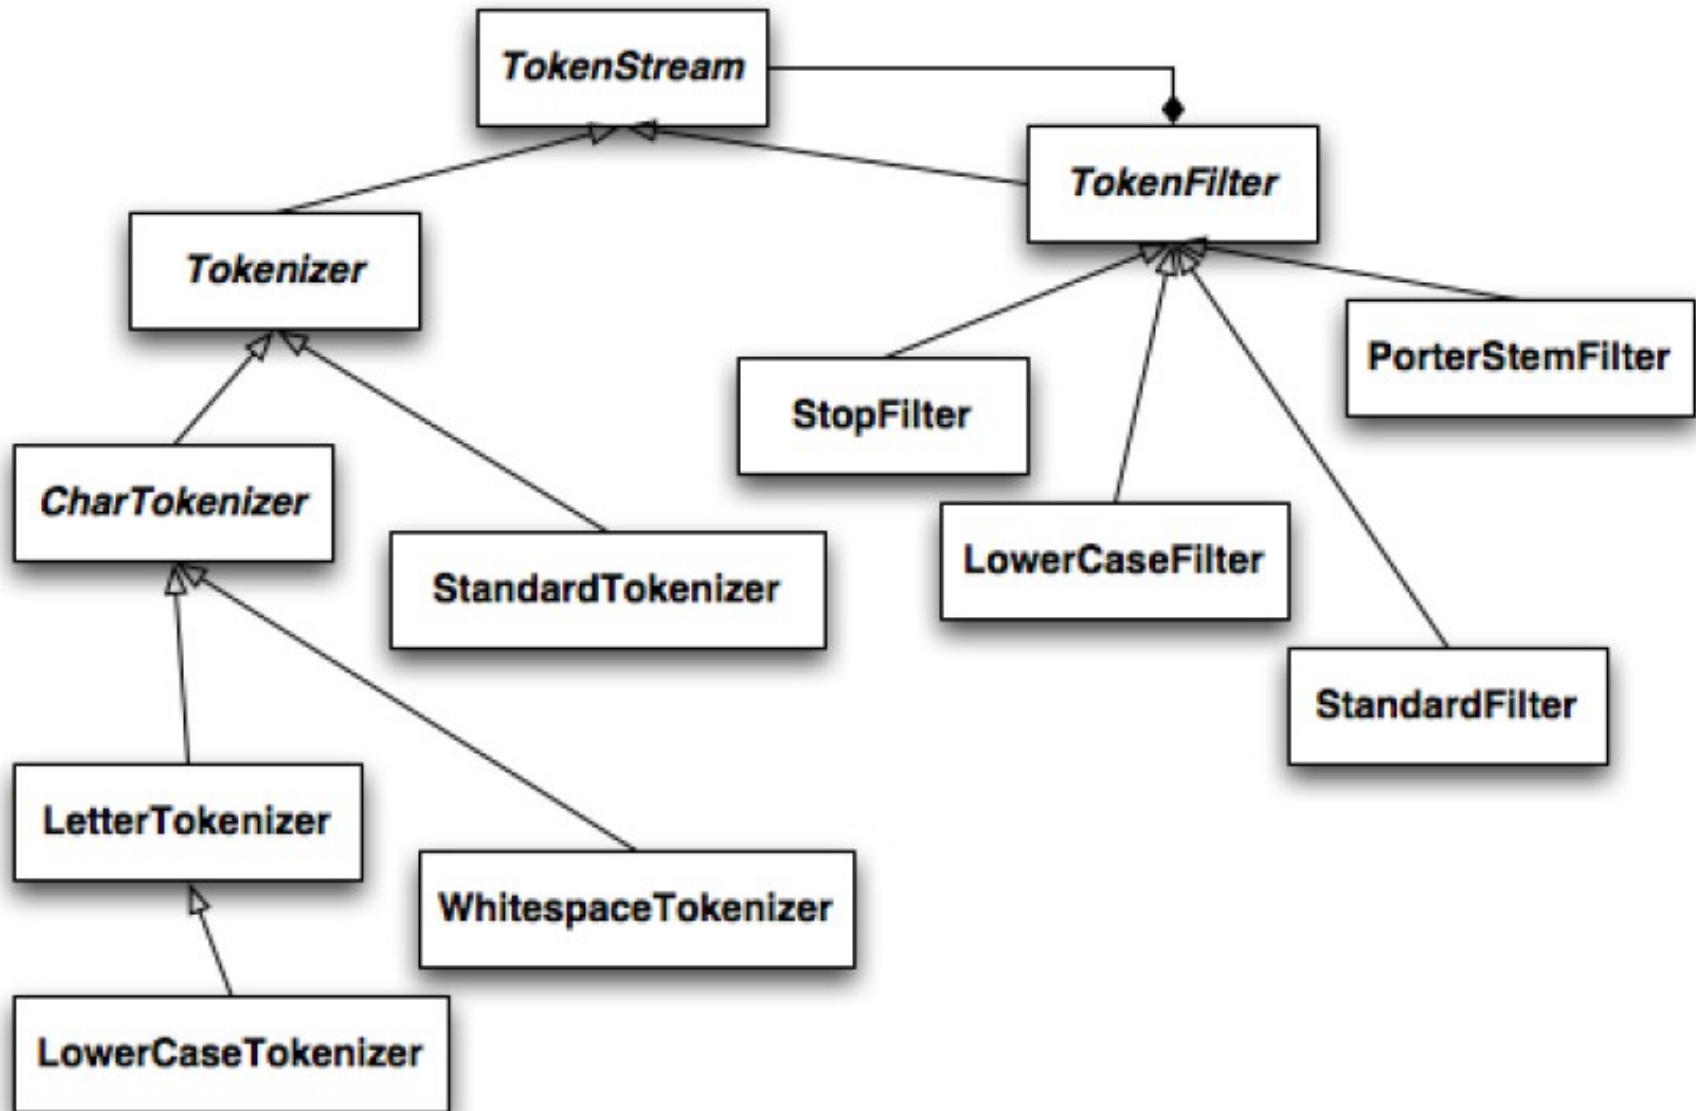 TokenStream
TokenFilter
Tokenizer
PorterStemFilter
StopFilter
CharTokenizer
LowerCaseFilter
StandardTokenizer
StandardFilter
LetterTokenizer
WhitespaceTokenizer
LowerCaseTokenizer